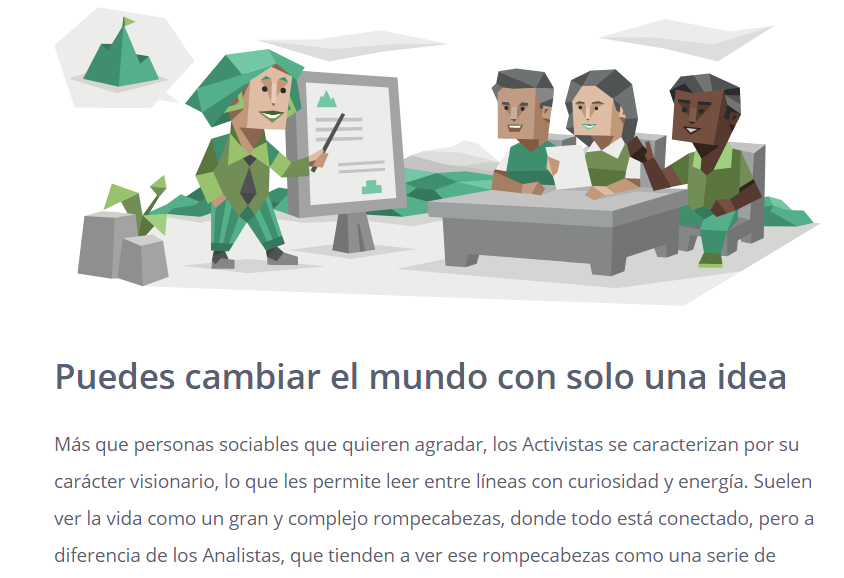 Puedes cambiar el mundo con solo una idea
Más que personas sociables que quieren agradar, los Activistas se caracterizan por su
carácter visionario, lo que les permite leer entre líneas con curiosidad y energía. Suelen
ver la vida como un gran y complejo rompecabezas, donde todo está conectado, pero a
diferencia de los Analistas, que tienden a ver ese rompecabezas como una serie de